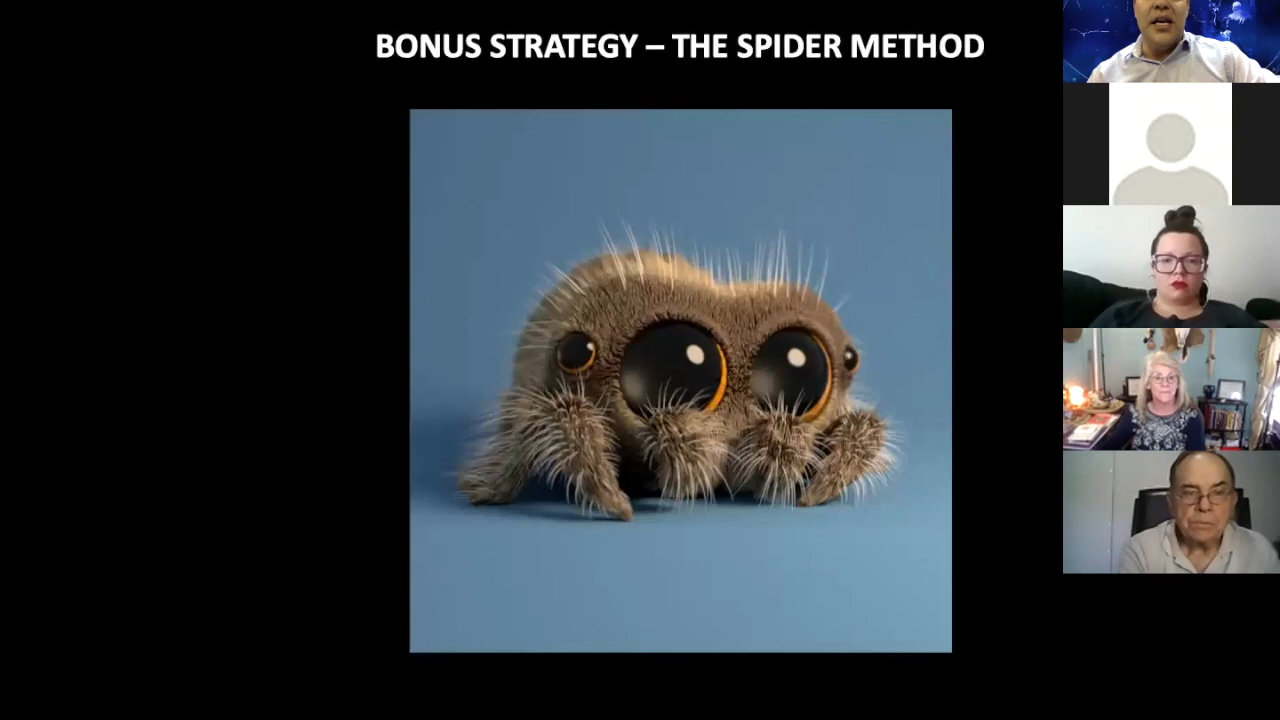 BONUS STRATEGY – THE SPIDER METHOD